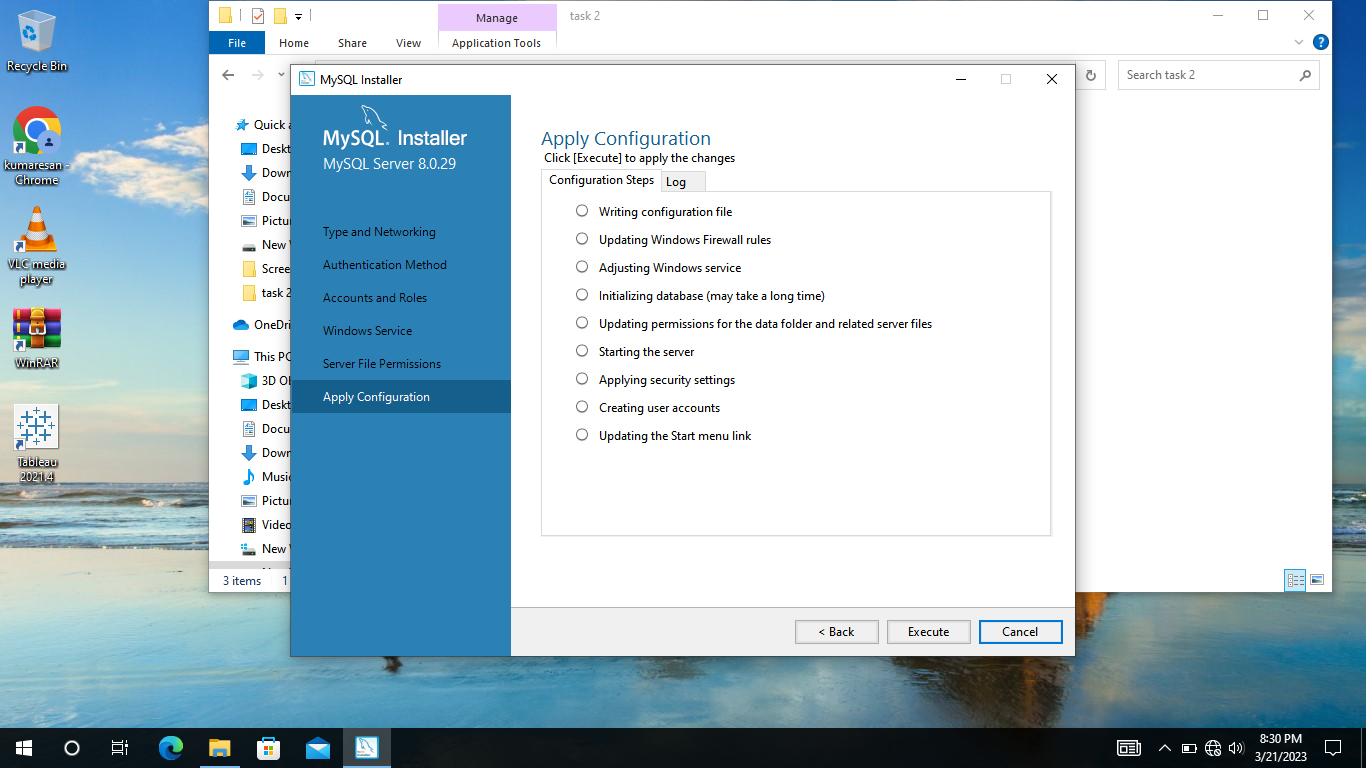 Recycle Bin
kumaresan -
Chrome
VLC media
player
WinRAR
Tableau
2021.4
Manage
task 2
File
Home
Share
View
Application Tools
Search task 2
Quick a
Deskt
Down
Docu
Pictu
New V
Scree
task 2
OneDri
This PC
3D Ob
Deskt
Docu
Down
Music
Pictur
Video
New V
3 items
1
MySQL Installer
MySQL® Installer
MySQL Server 8.0.29
Type and Networking
Authentication Method
Accounts and Roles
Windows Service
Server File Permissions
Apply Configuration
Apply Configuration
Click [Execute] to apply the changes
Configuration Steps
Log
Writing configuration file
Updating Windows Firewall rules
Adjusting Windows service
Initializing database (may take a long time)
Updating permissions for the data folder and related server files
Starting the server
Applying security settings
Creating user accounts
Updating the Start menu link
< Back
Execute
Cancel
8:30 PM
3/21/2023